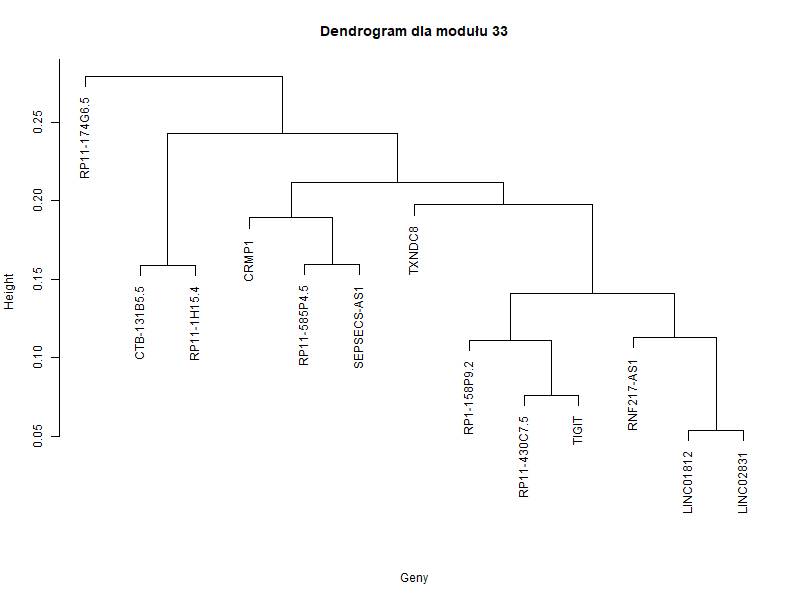 Dendrogram dla modułu 33
Height
0.25
0.20
0.15
0.10
0.05
RP11-174G6.5
CTB-131B5.5
RP11-1H15.4
CRMP1
RP11-585P4.5
SEPSECS-AS1
TXNDC8
RP1-158P9.2
RP11-430C7.5
TIGIT
RNF217-AS1
LINC01812
LINC02831
Geny